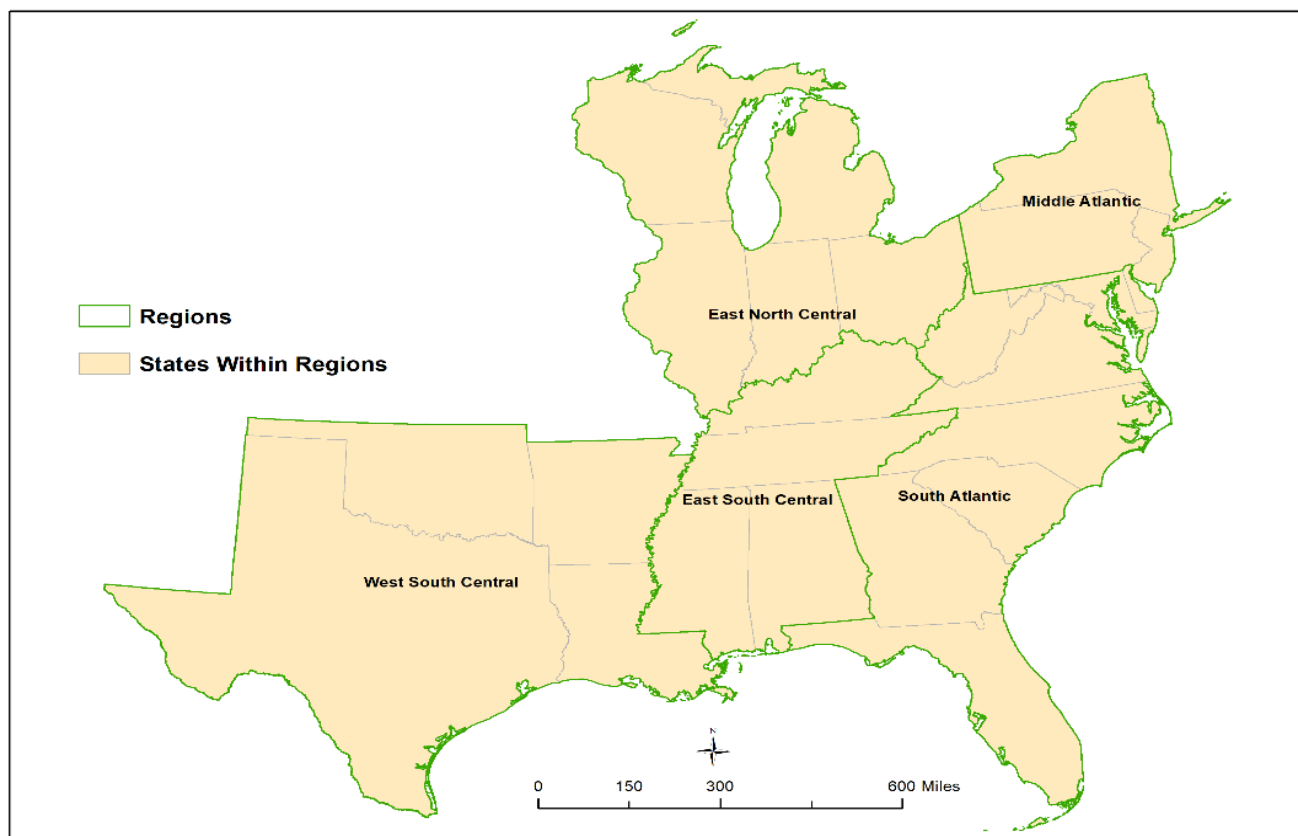 Middle Atlantic
Regions
East North Central
States Within Regions
East South Central
South Atlantic
West South Central
N
0 150 300 600 Miles